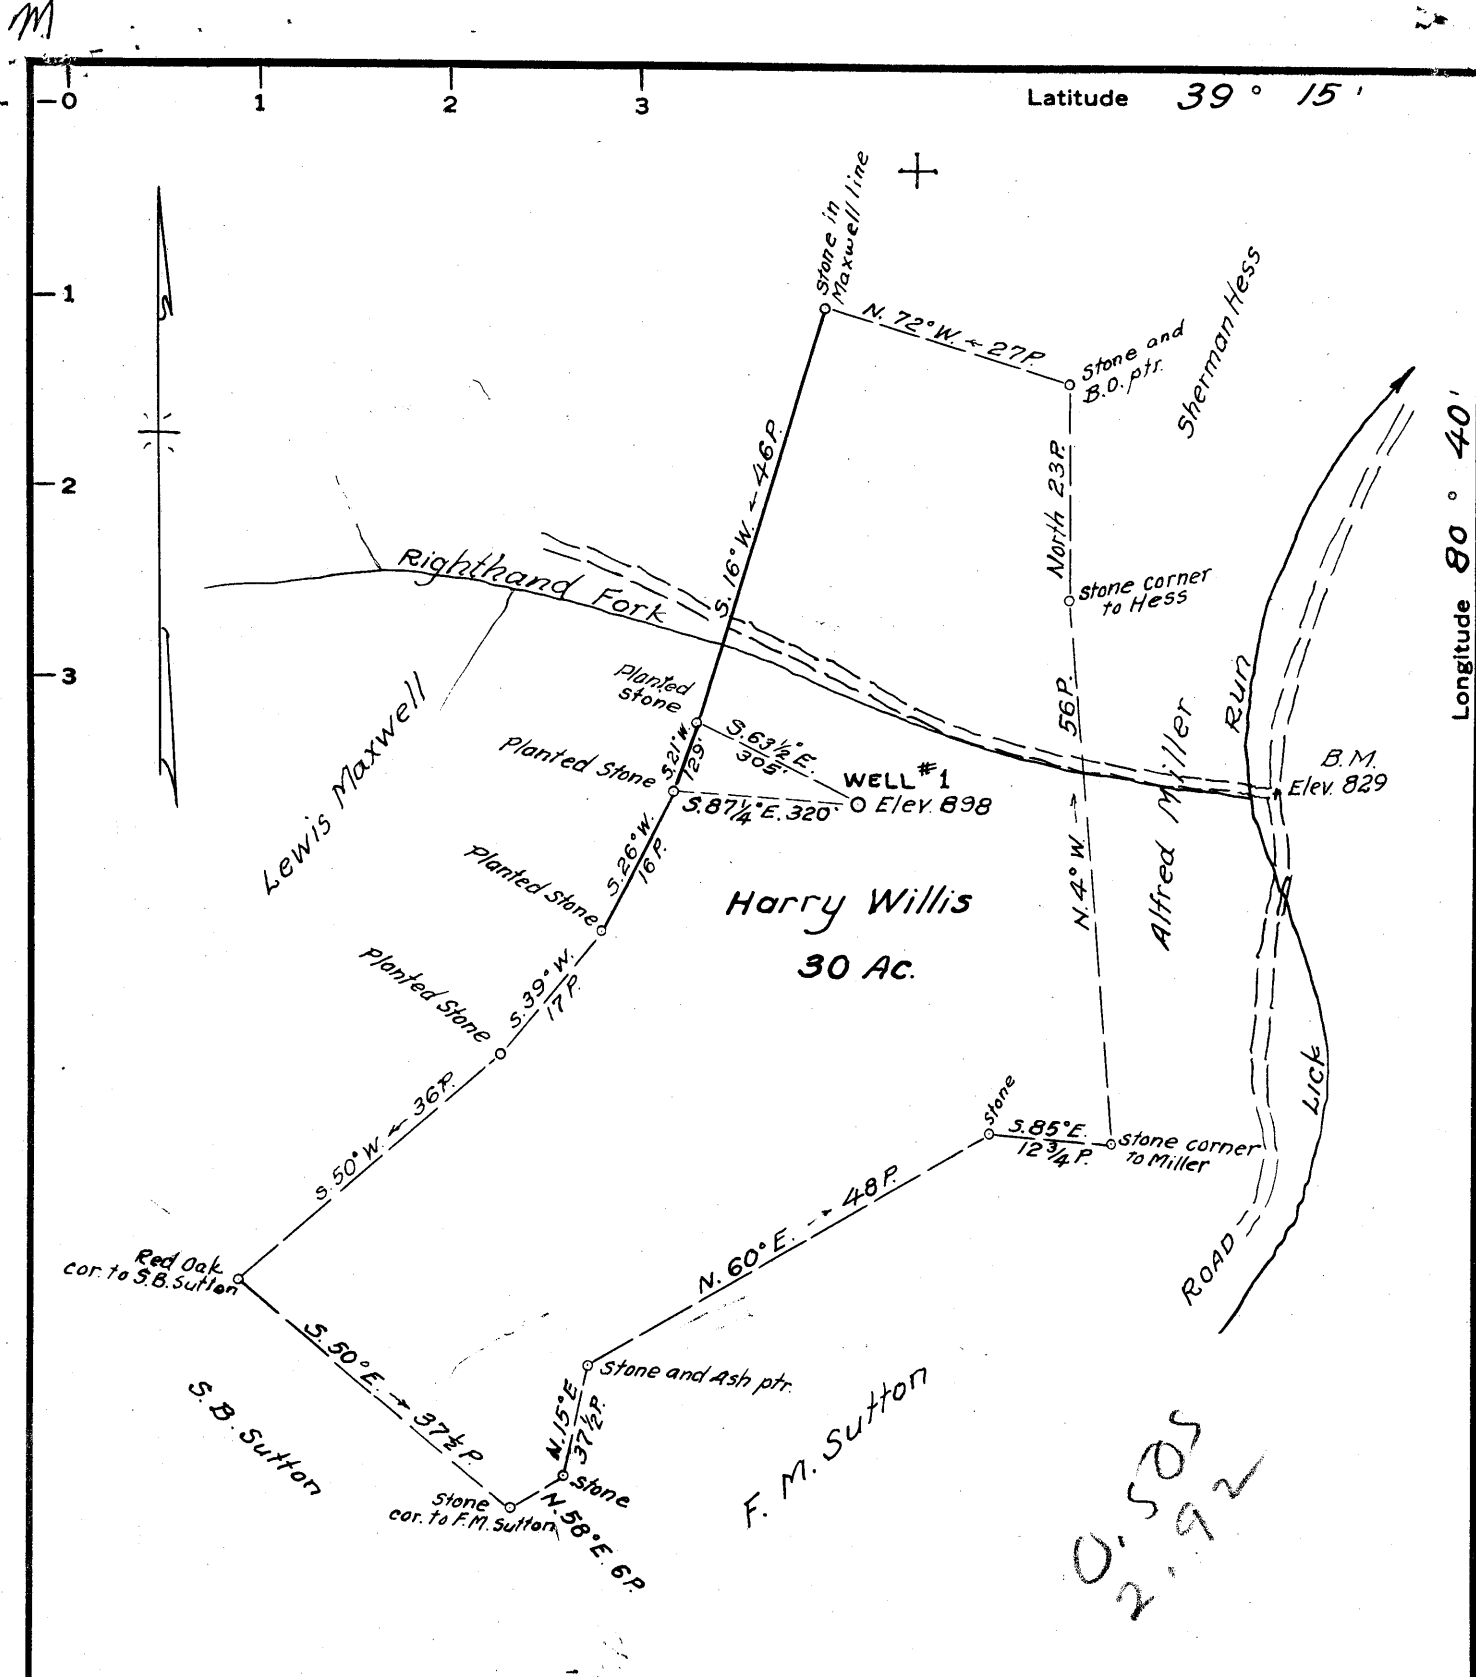 M
0
1
2
3
Latitude 39° 15'
1
2
3
Longitude 80° 40'
Stone in
Maxwell line
N. 72° W. ← 27P.
Stone and
B.O. ptr.
Sherman Hess
S. 16° W. ← 46P.
North 23P.
Righthand Fork
Stone corner
to Hess
Planted
Stone
S. 21° W.
129'
S. 63½° E.
305'
Planted Stone
WELL #1
Elev. 898
S. 87¼° E. 320'
56P.
N. 4° W. →
Alfred Miller
Run
B.M.
Elev. 829
Lewis Maxwell
S. 26° W.
16 P.
Planted Stone
Harry Willis
30 Ac.
Planted Stone
S. 39° W.
17 P.
S. 50° W. ← 36P.
Stone
S. 85° E.
12¾ P.
Stone corner
to Miller
Lick
N. 60° E. → 48P.
ROAD
Red Oak
cor. to S.B. Sutton
S. 50° E. → 37½ P.
Stone and Ash ptr.
N. 15° E
37½P.
S. B. Sutton
F. M. Sutton
Stone
Stone
cor. to F.M. Sutton
N. 58° E. 6P.
0.505
2.92